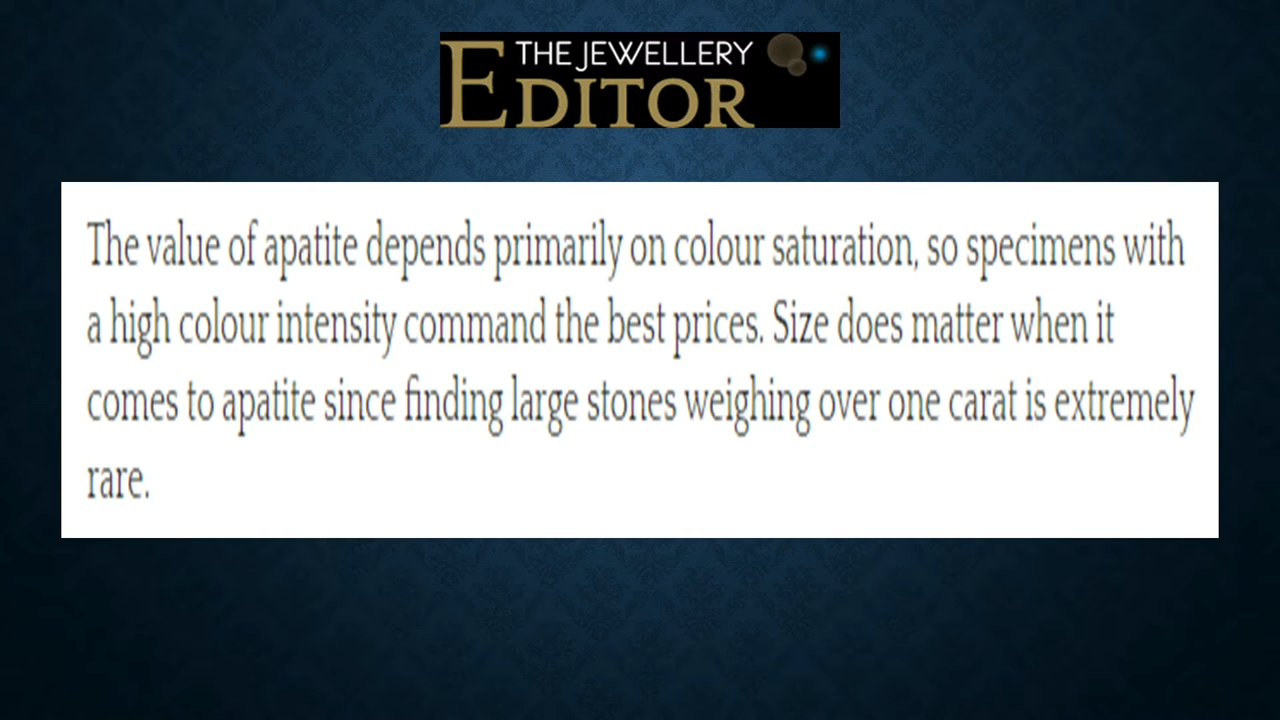 THE JEWELLERY
EDITOR
The value of apatite depends primarily on colour saturation, so specimens with
a high colour intensity command the best prices. Size does matter when it
comes to apatite since finding large stones weighing over one carat is extremely
rare.